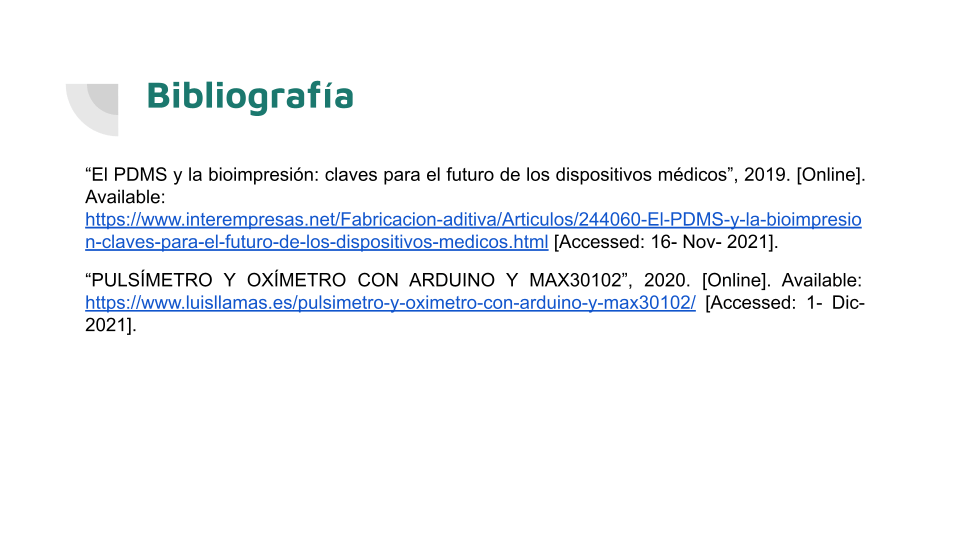 Bibliografía
“El PDMS y la bioimpresión: claves para el futuro de los dispositivos médicos”, 2019. [Online].
Available:
https://www.interempresas.net/Fabricacion-aditiva/Articulos/244060-El-PDMS-y-la-bioimpresio
n-claves-para-el-futuro-de-los-dispositivos-medicos.html [Accessed: 16- Nov- 2021].
“PULSÍMETRO Y OXÍMETRO CON ARDUINO Y MAX30102”, 2020. [Online]. Available:
https://www.luisllamas.es/pulsimetro-y-oximetro-con-arduino-y-max30102/ [Accessed: 1- Dic-
2021].